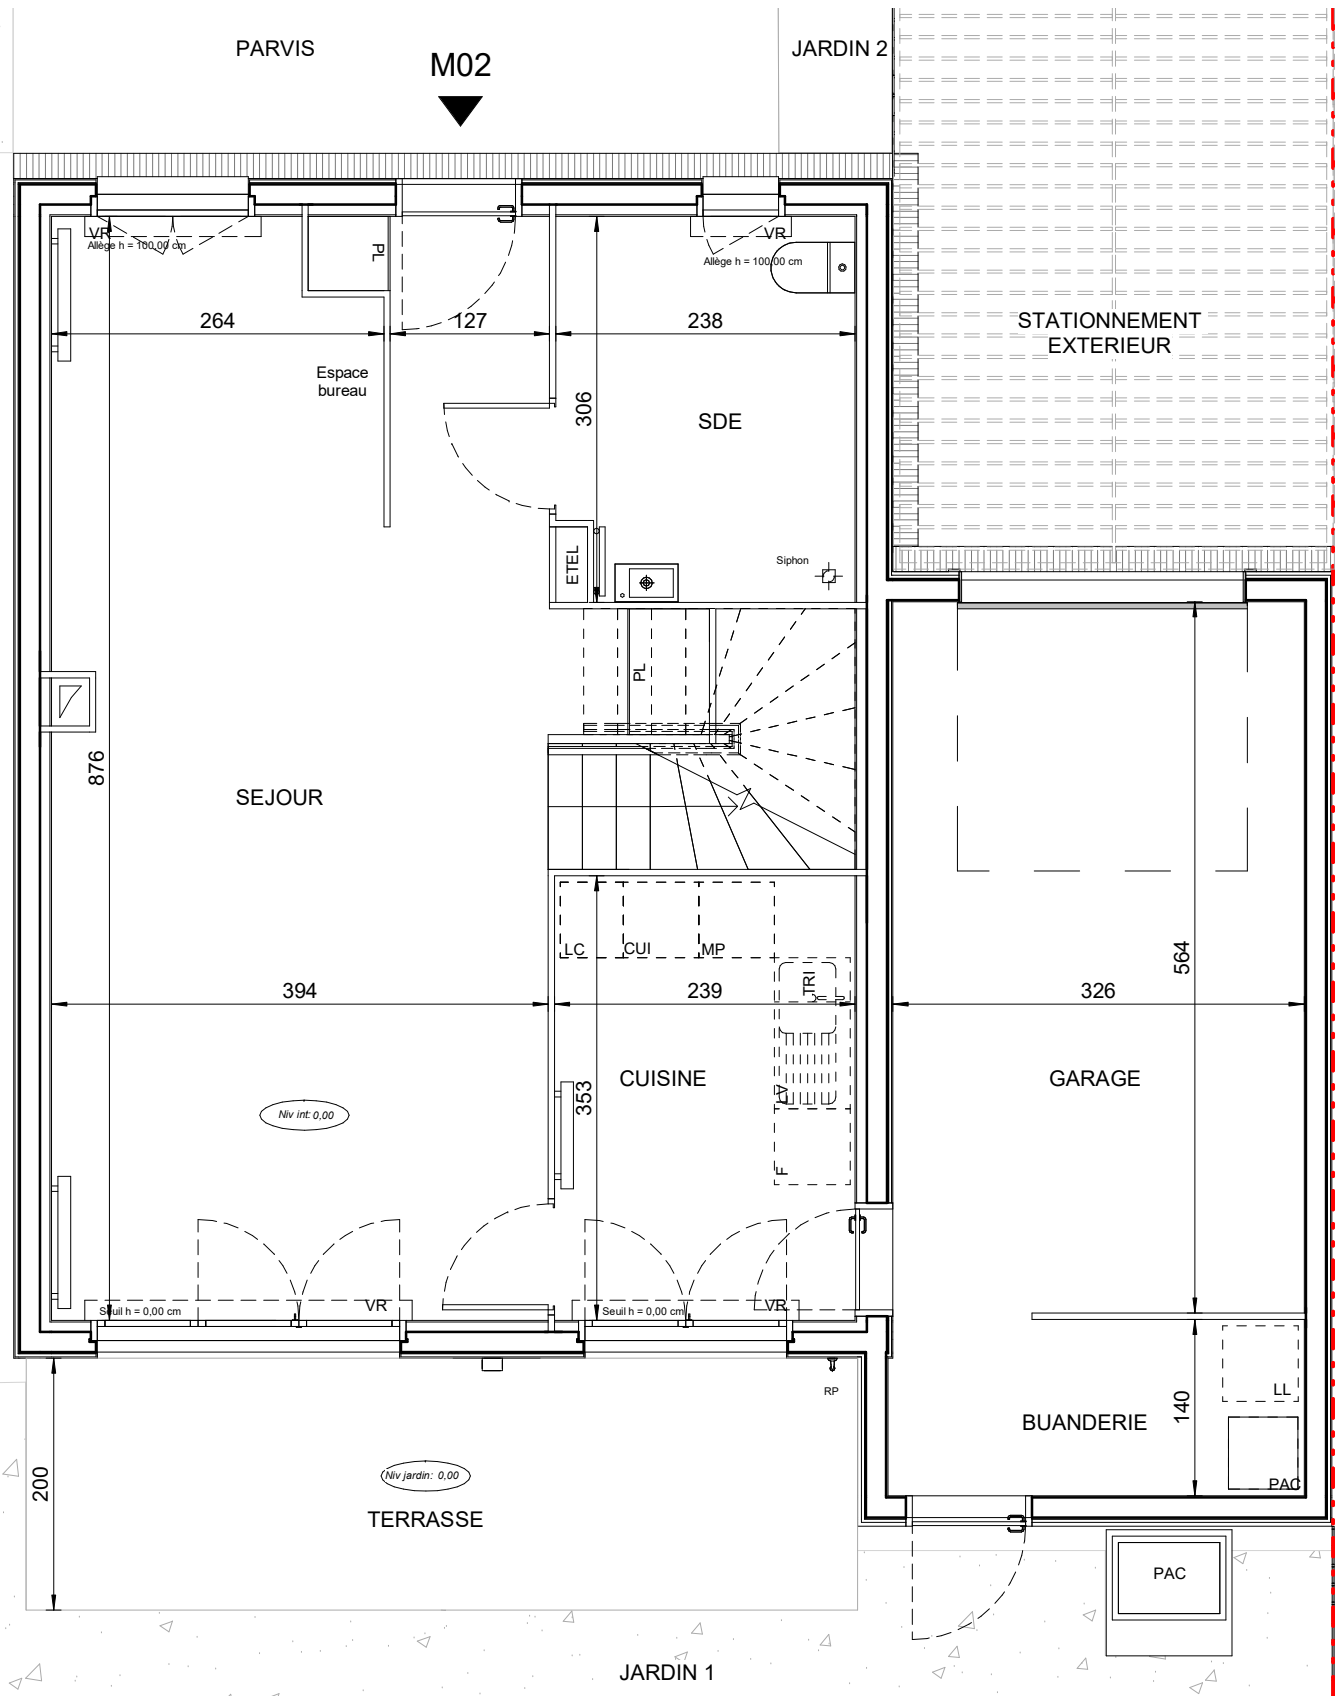 PARVIS
M02
JARDIN 2
VR
Allège h = 100,00 cm
PL
VR
Allège h = 100,00 cm
264
127
238
STATIONNEMENT
EXTERIEUR
Espace
bureau
306
SDE
ETEL
Siphon
PL
876
SEJOUR
LC
CUI
MP
TRI
564
394
239
326
CUISINE
353
GARAGE
LV
Niv int: 0,00
F
Seuil h = 0,00 cm
VR
Seuil h = 0,00 cm
VR
RP
LL
140
BUANDERIE
PAC
200
Niv jardin: 0,00
TERRASSE
PAC
JARDIN 1